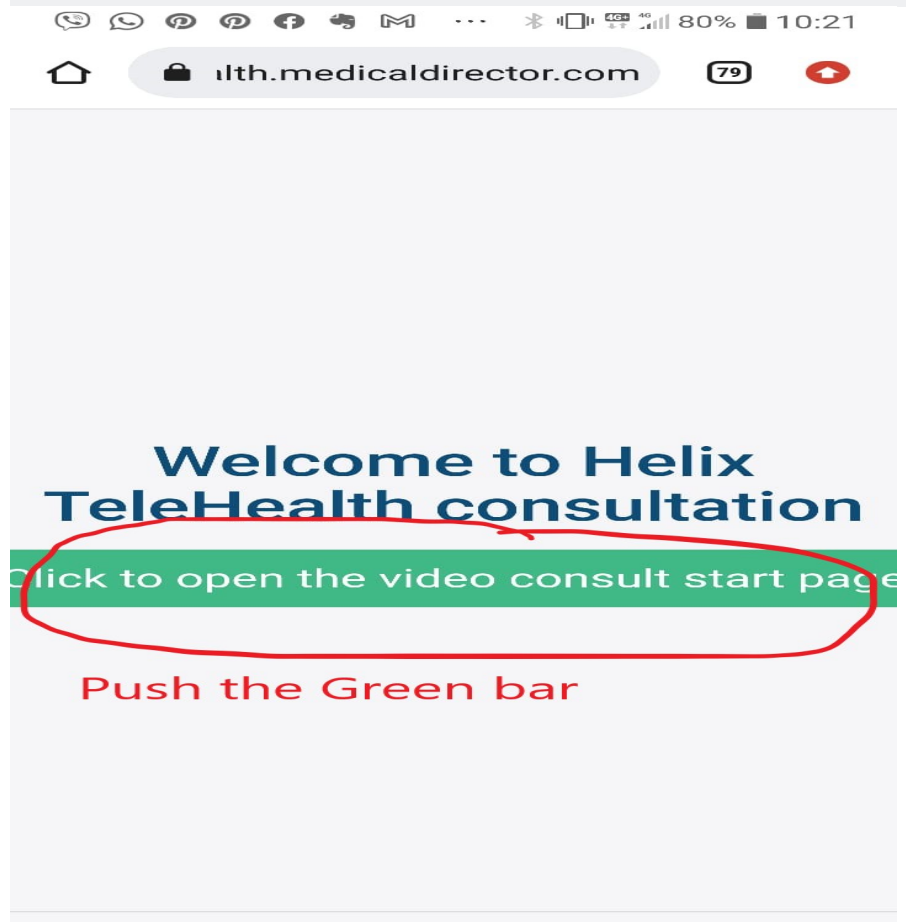 80% 10:21
ılth.medicaldirector.com 79
Welcome to Helix
TeleHealth consultation
Click to open the video consult start page
Push the Green bar